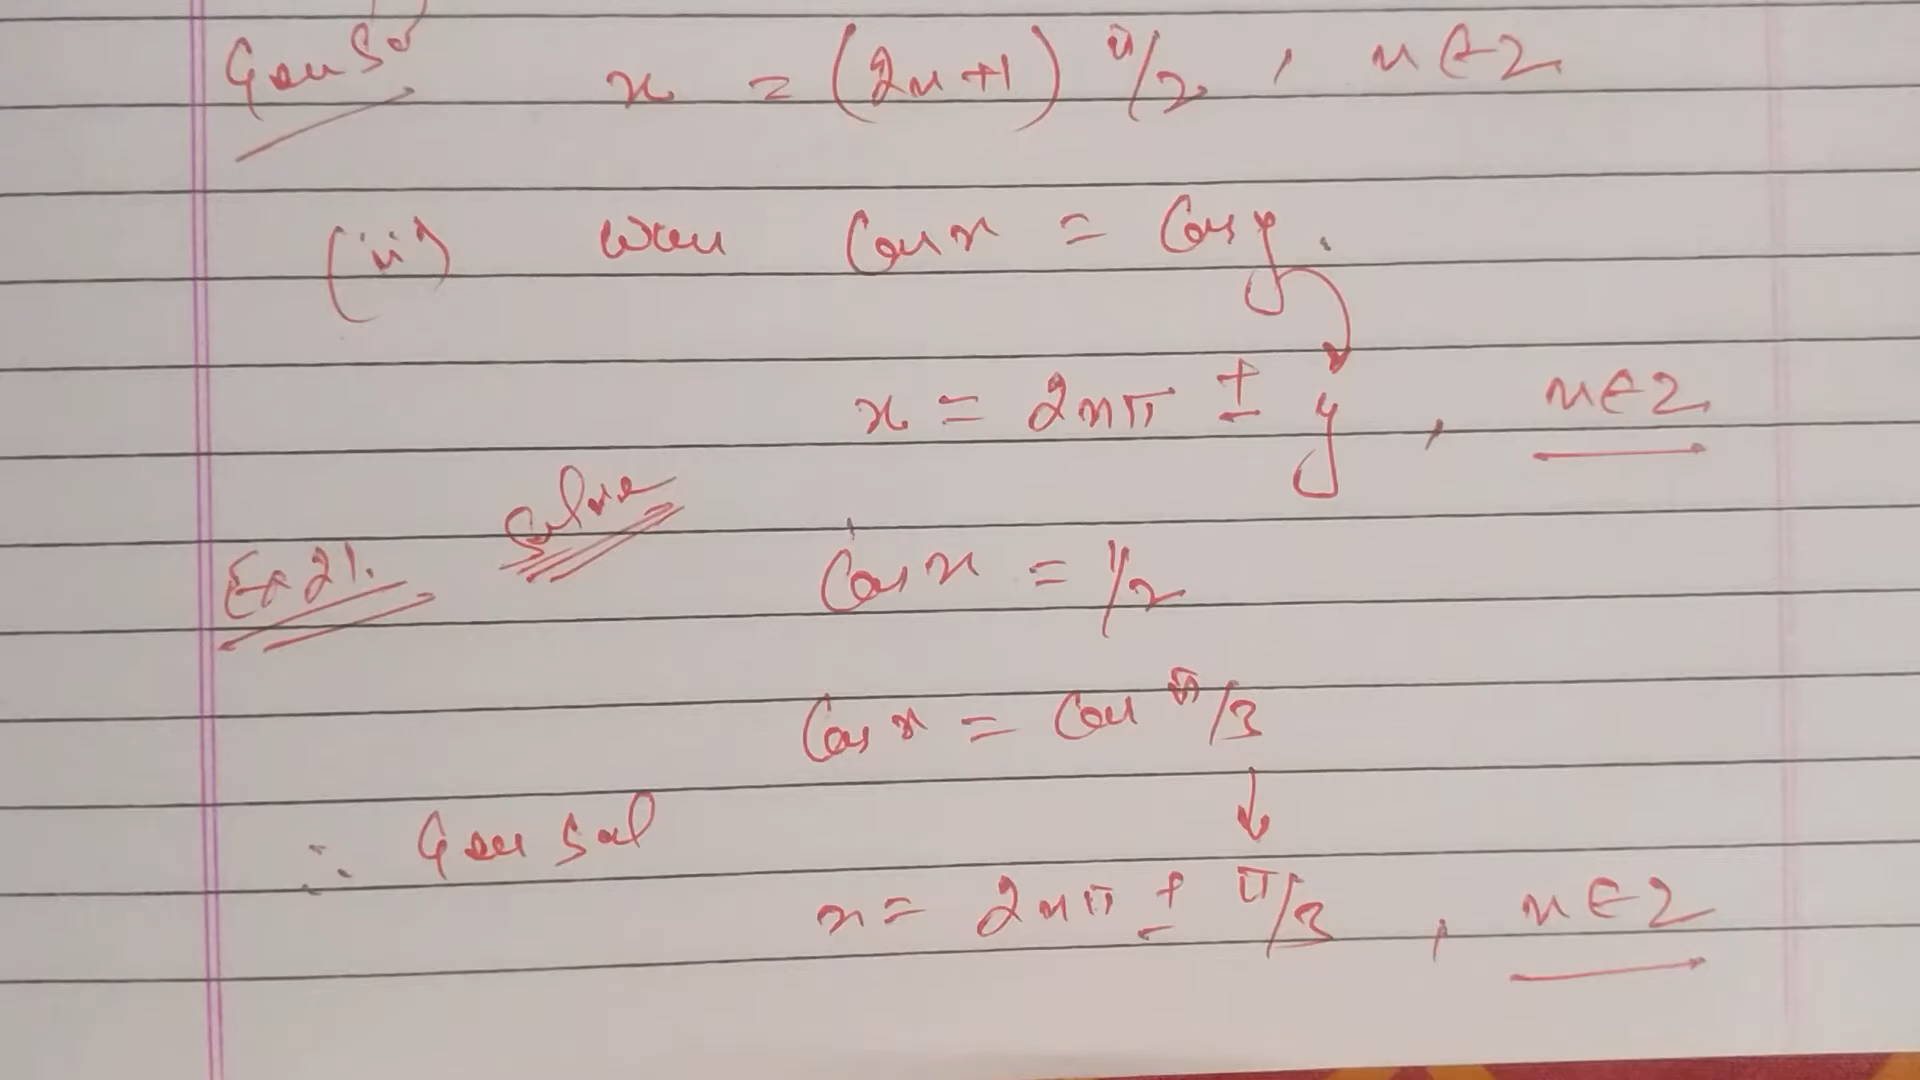 Gen So x = (2n+1) π/2 , n ∈ Z
(ii) when Cos x = Cos y.
x = 2nπ ± y , n ∈ Z
Ex 21. Solve Cos x = 1/2
Cos x = Cos π/3
∴ Gen Sol
x = 2nπ ± π/3 , n ∈ Z